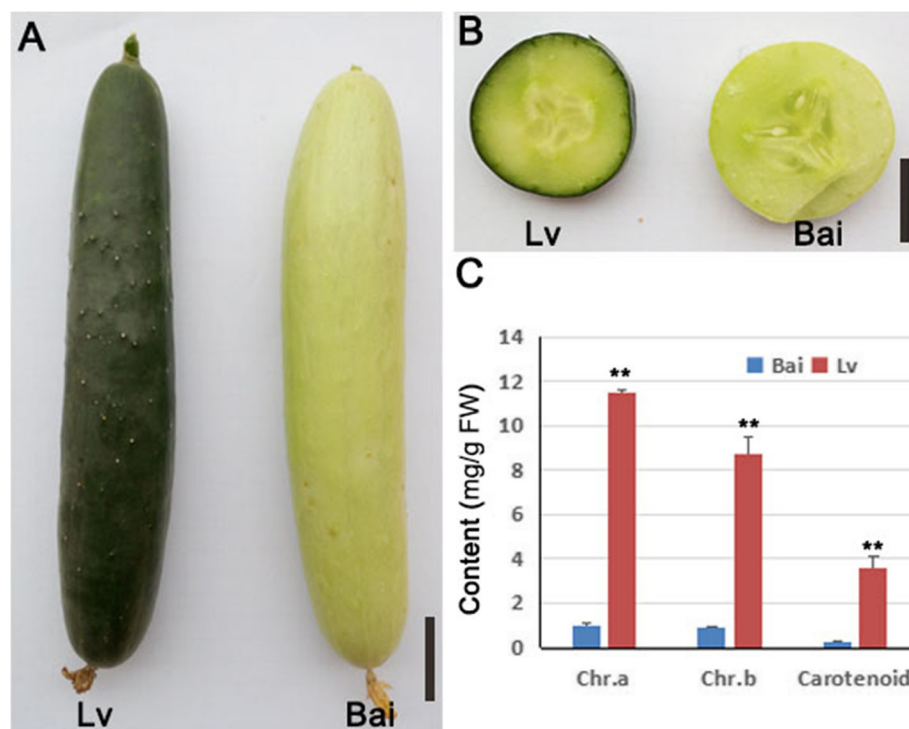 A
Lv
Bai
B
Lv
Bai
C
Content (mg/g FW)
14
12
10
8
6
4
2
0
Bai
Lv
**
**
**
Chr.a
Chr.b
Carotenoid